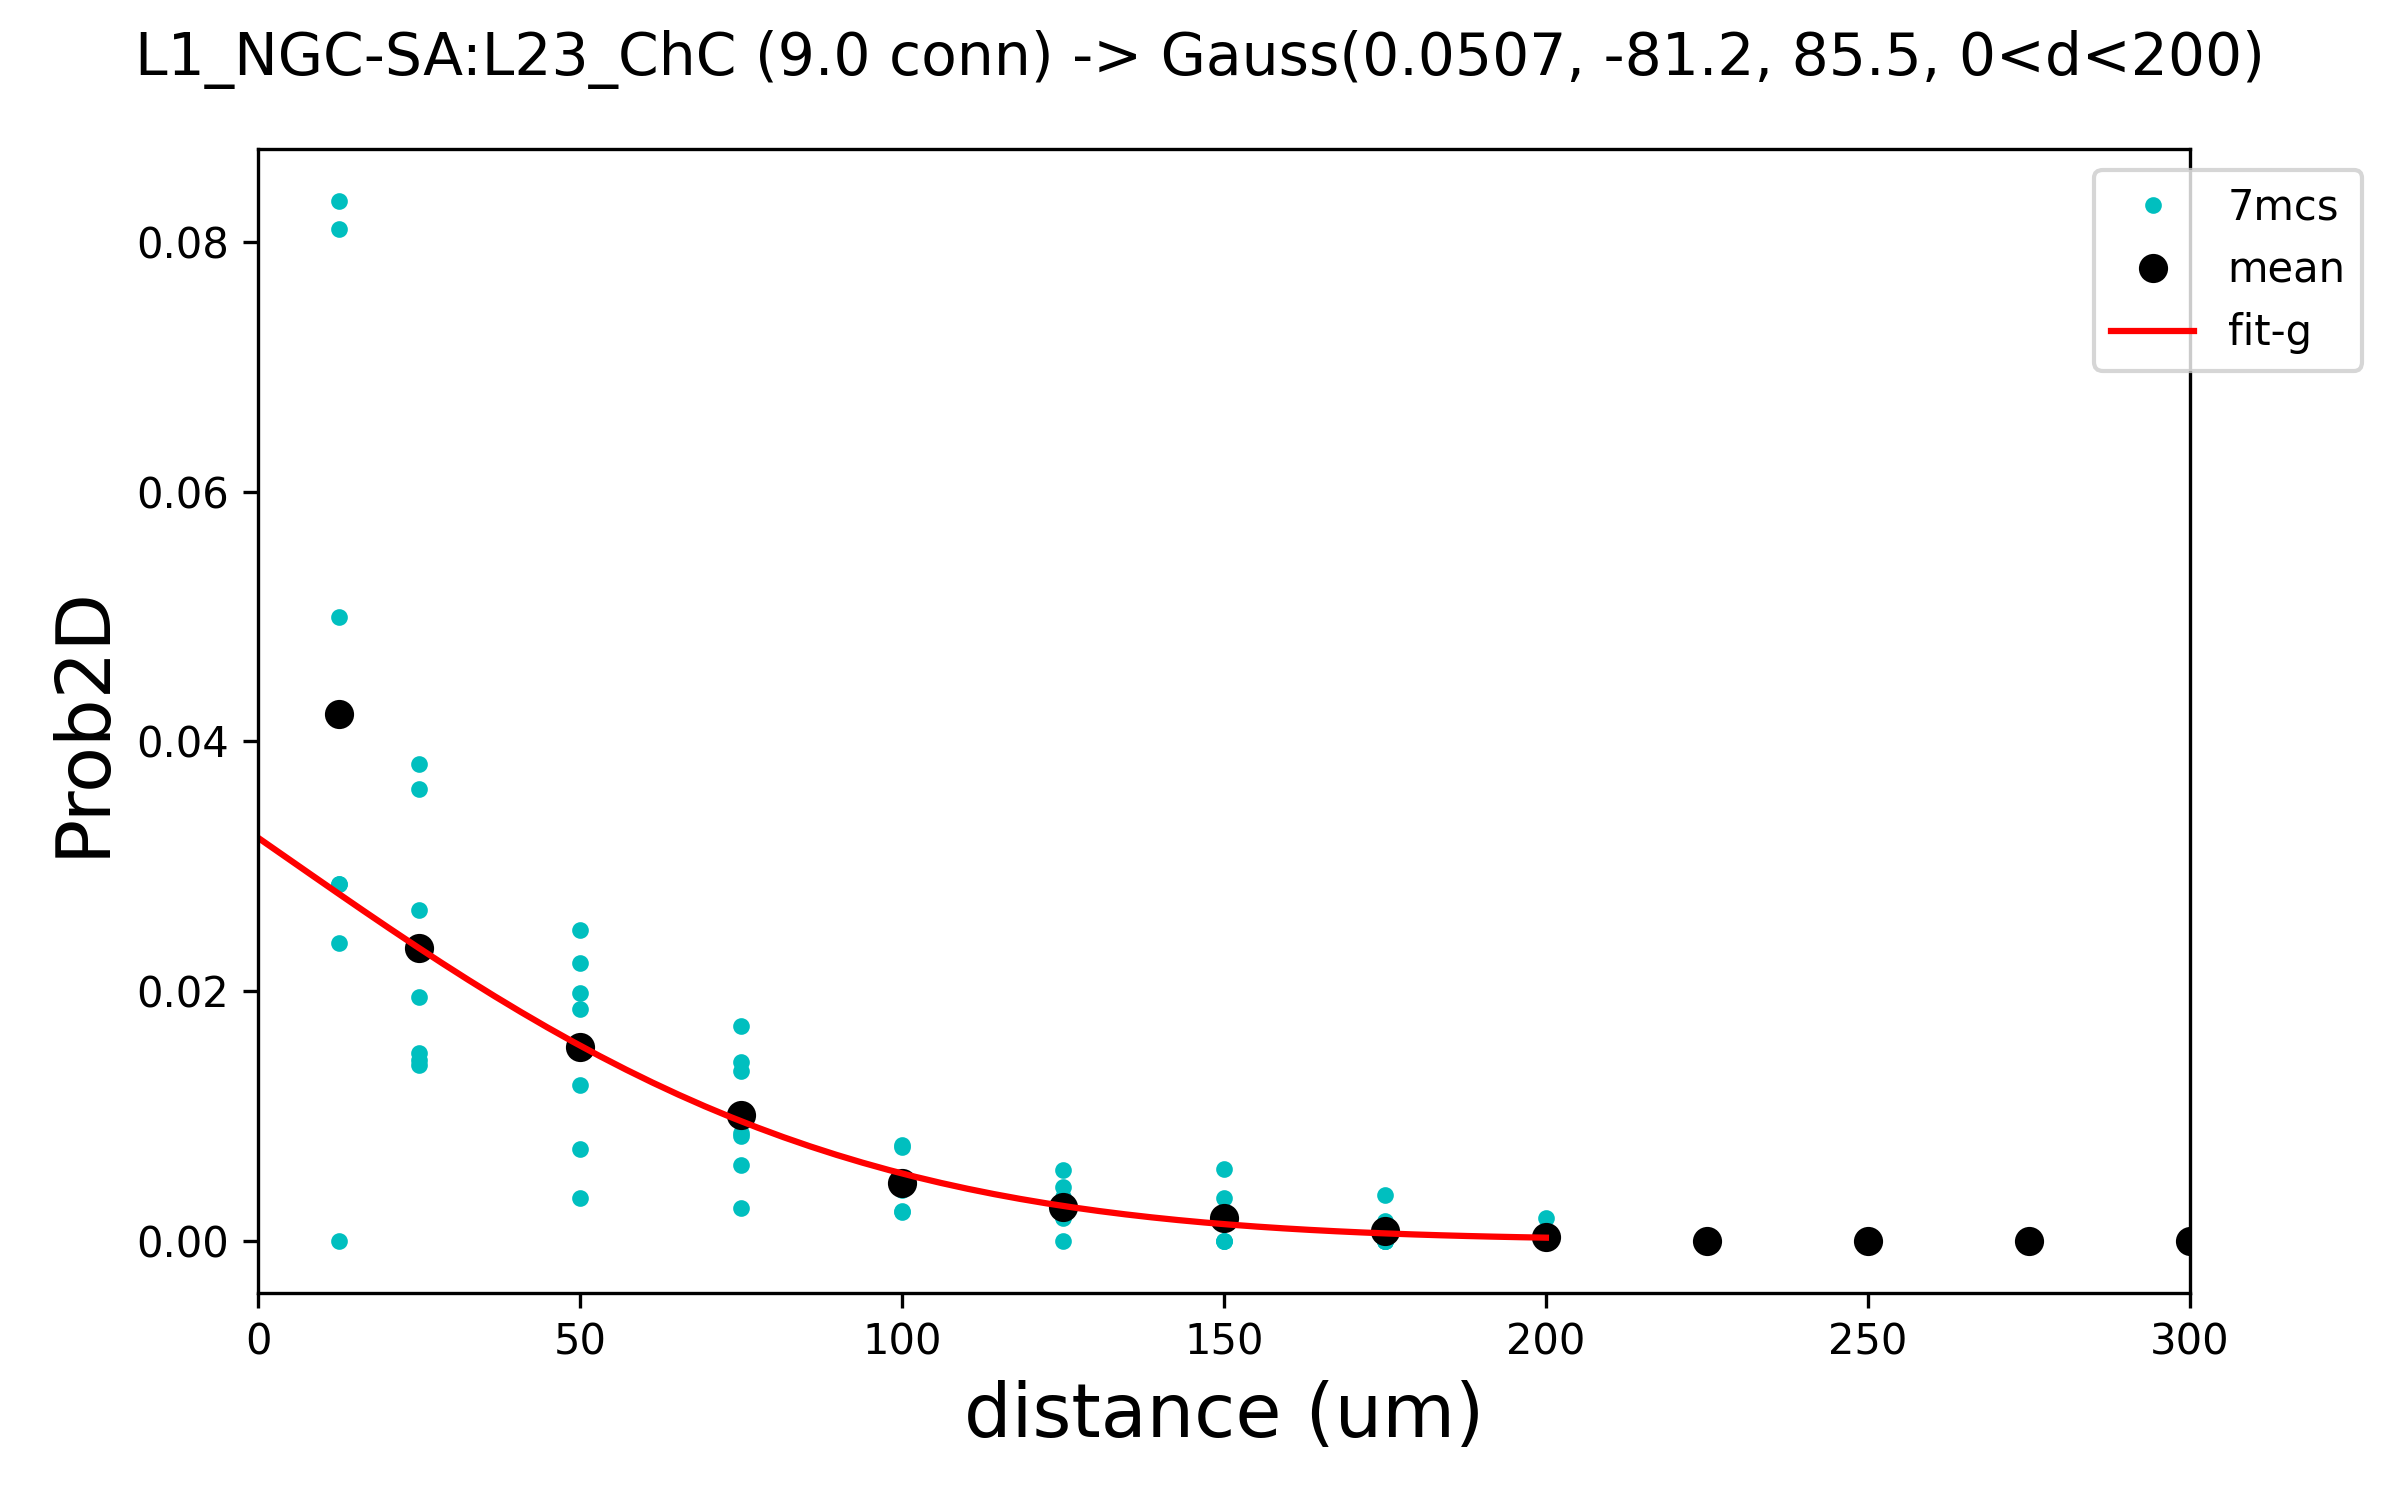 L1_NGC-SA:L23_ChC (9.0 conn) -> Gauss(0.0507, -81.2, 85.5, 0<d<200)
7mcs
mean
fit-g
0.08
0.06
0.04
0.02
0.00
Prob2D
0 50 100 150 200 250 300
distance (um)